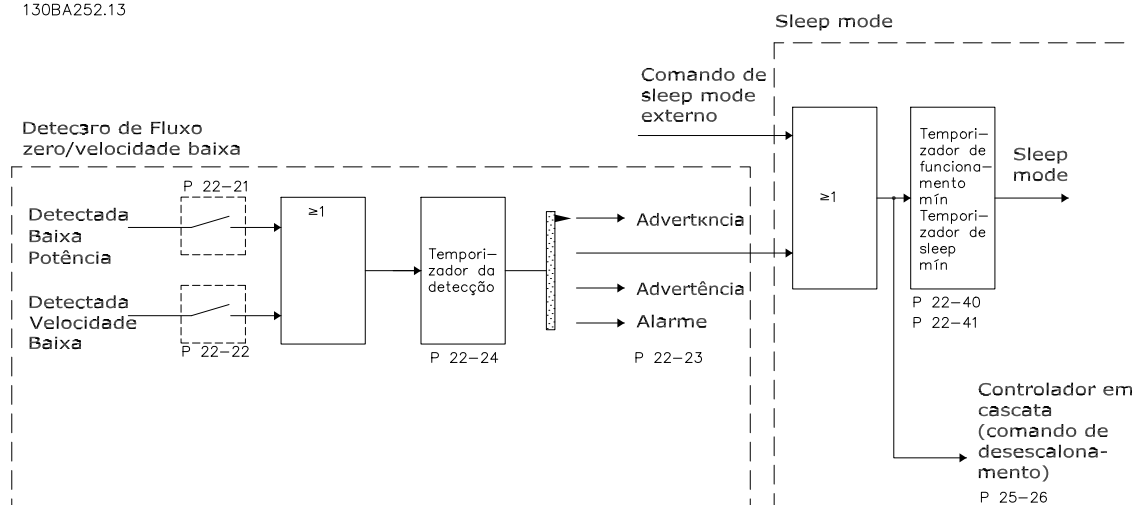 130BA252.13
Sleep mode
Comando de
sleep mode
externo
Detecзro de Fluxo
zero/velocidade baixa
P 22-21
Detectada
Baixa
Potência
≥1
Tempori-
zador da
detecção
Advertкncia
Detectada
Velocidade
Baixa
P 22-22
P 22-24
Advertência
Alarme
P 22-23
≥1
Tempori-
zador de
funciona-
mento
mín
Tempori-
zador de
sleep
mín
Sleep
mode
P 22-40
P 22-41
Controlador em
cascata
(comando de
desescalona-
mento)
P 25-26